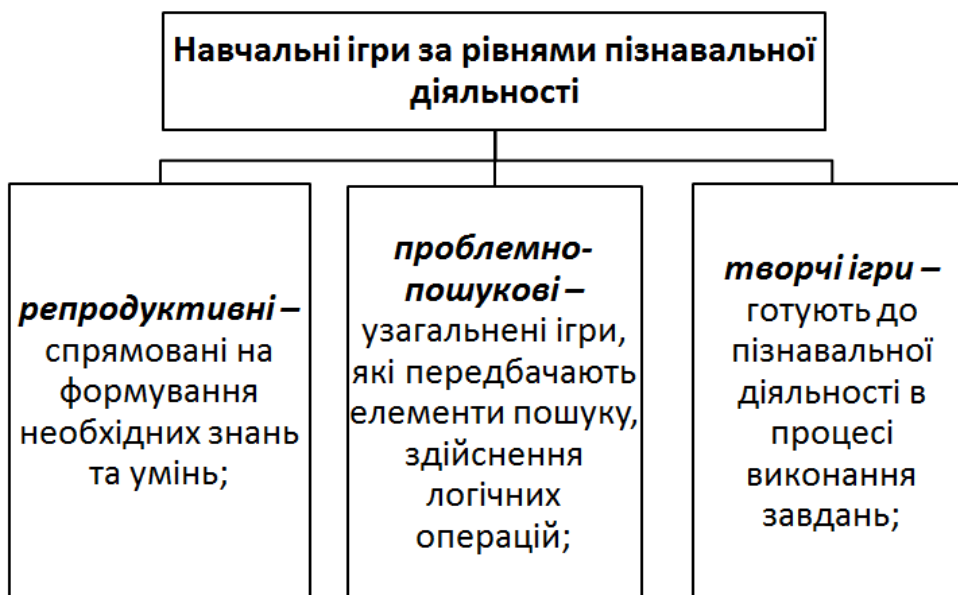 Навчальні ігри за рівнями пізнавальної
діяльності
репродуктивні –
спрямовані на
формування
необхідних знань
та умінь;
проблемно-
пошукові –
узагальнені ігри,
які передбачають
елементи пошуку,
здійснення
логічних
операцій;
творчі ігри –
готують до
пізнавальної
діяльності в
процесі
виконання
завдань;